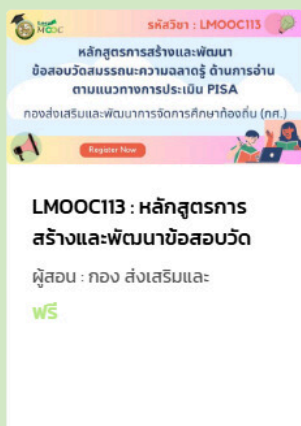 Local
MOOC
รหัสวิชา : LMOOC113
หลักสูตรการสร้างและพัฒนา
ข้อสอบวัดสมรรถนะความฉลาดรู้ ด้านการอ่าน
ตามแนวทางการประเมิน PISA
กองส่งเสริมและพัฒนาการจัดการศึกษาท้องถิ่น (กศ.)
Register Now
LMOOC113 : หลักสูตรการ
สร้างและพัฒนาข้อสอบวัด
ผู้สอน : กอง ส่งเสริมและ
ฟรี